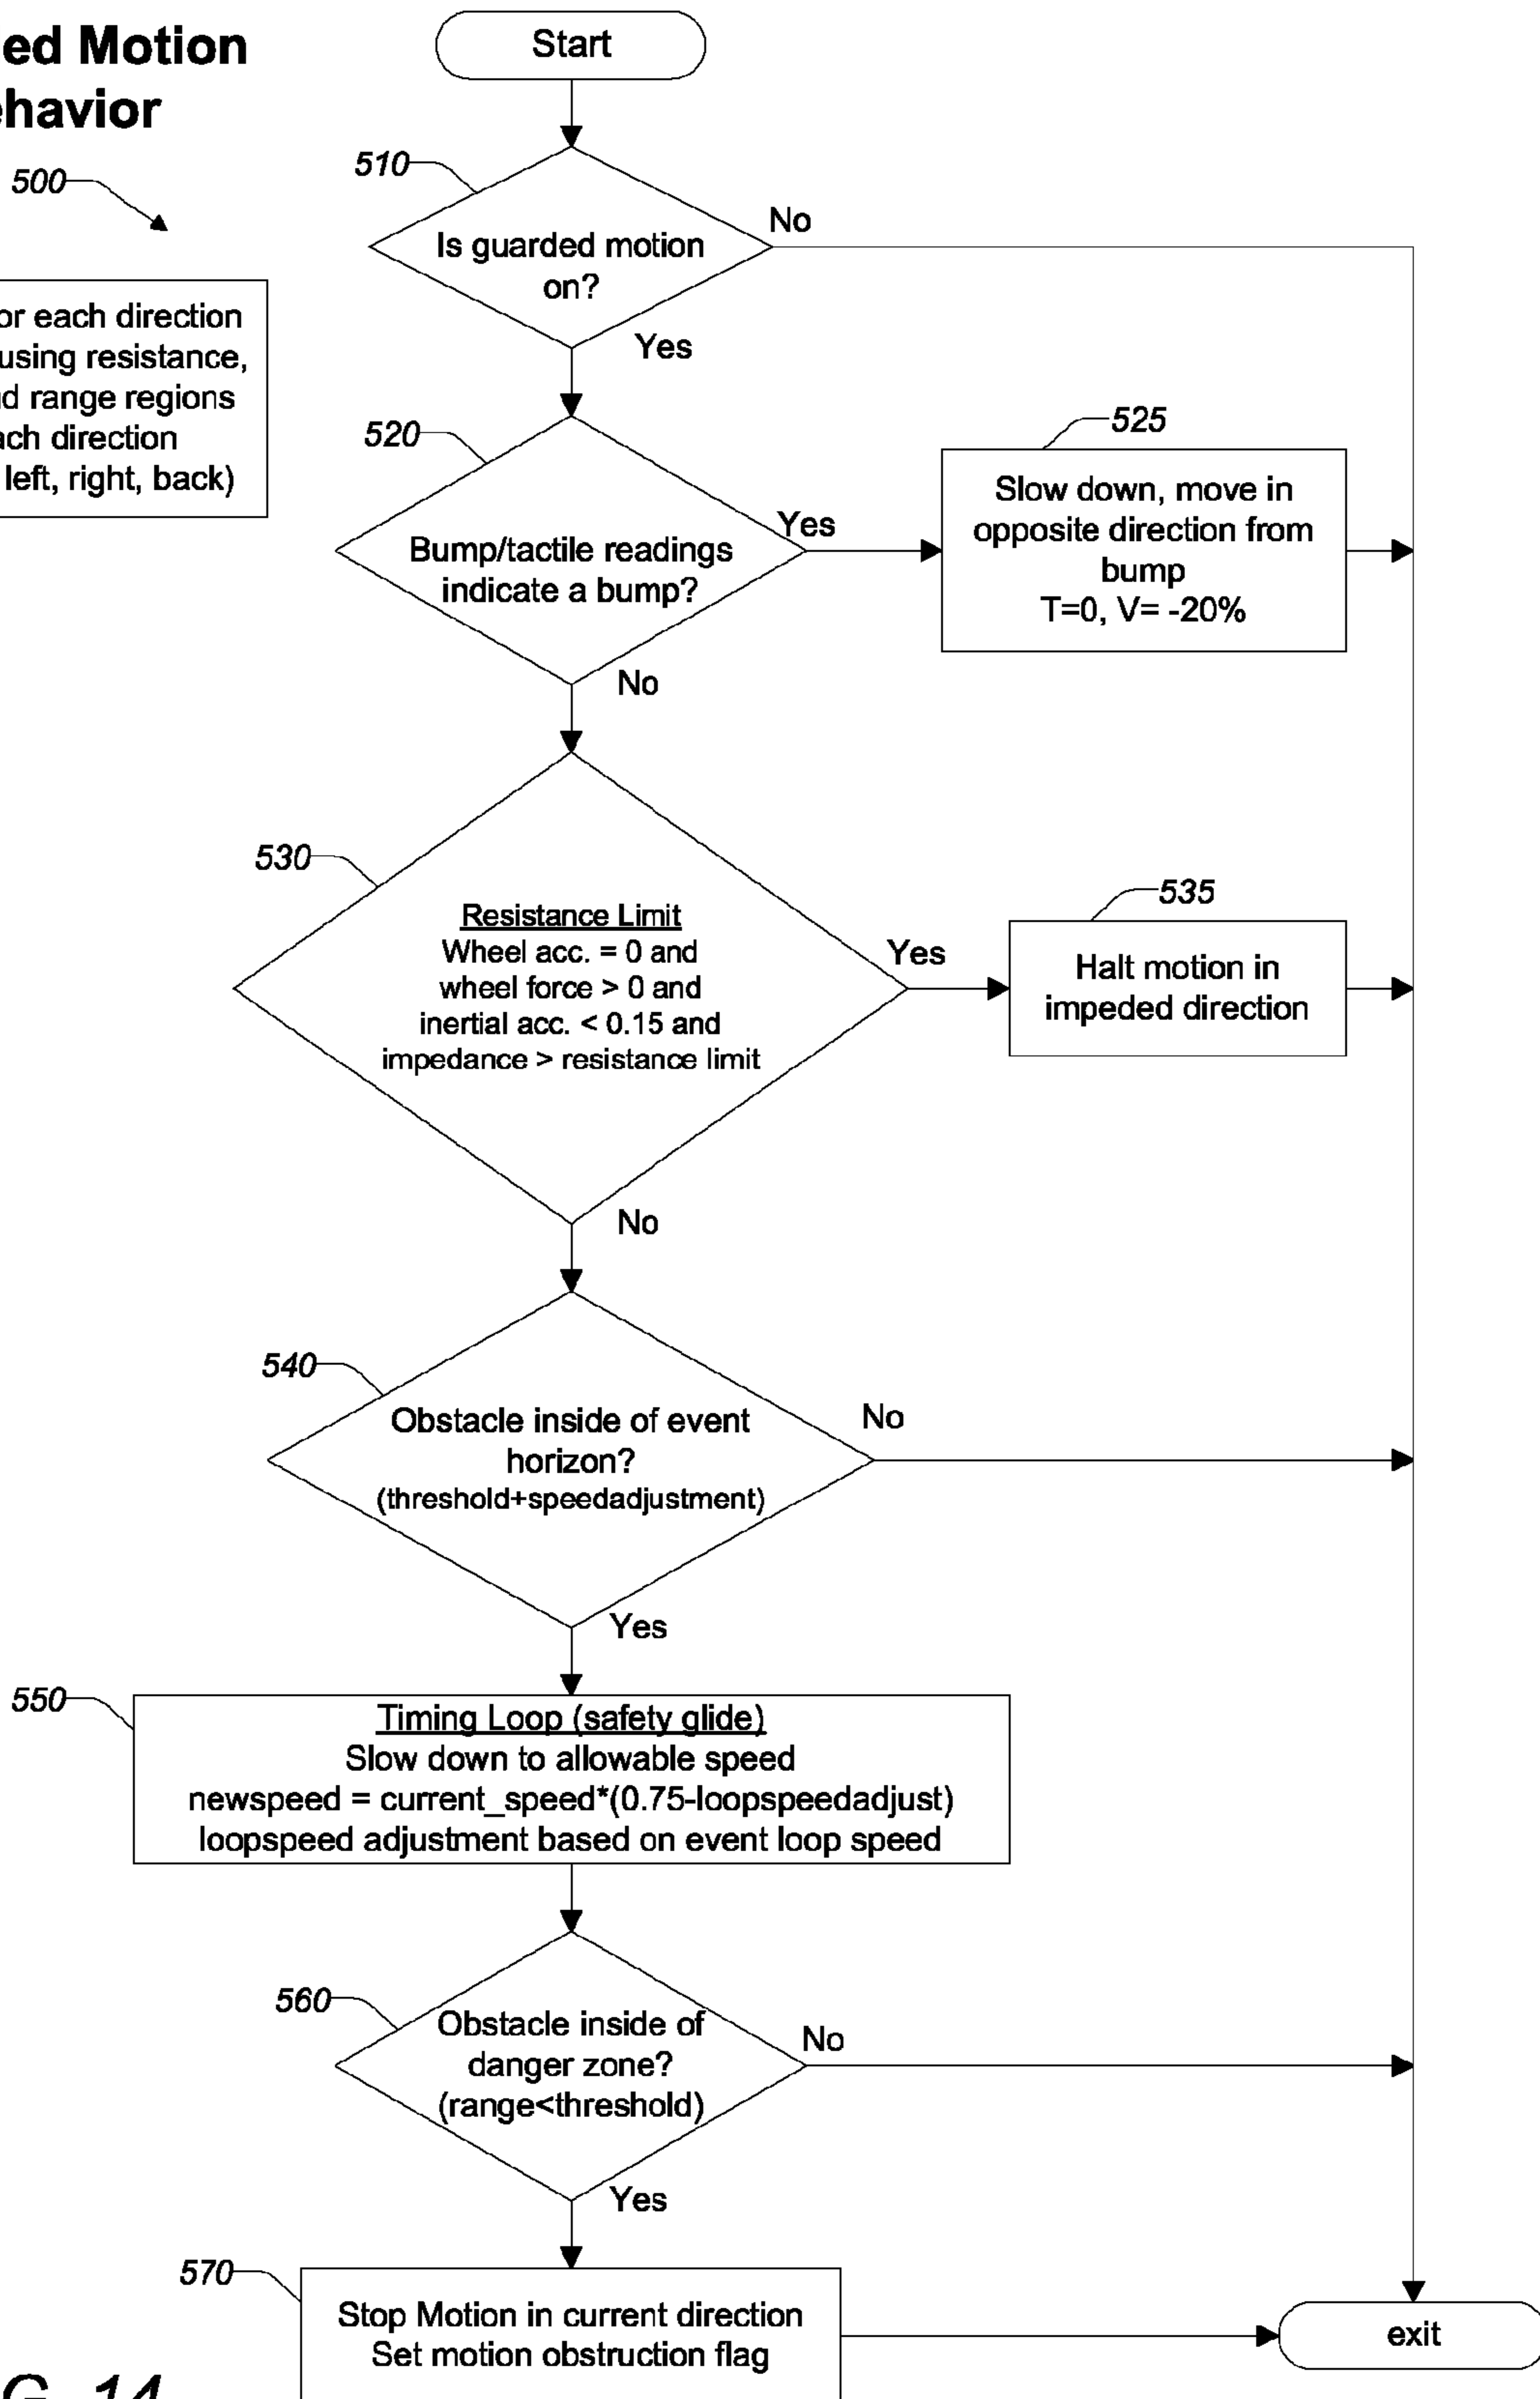 ed Motion
havior
500
or each direction
using resistance,
d range regions
ach direction
left, right, back)
Start
510
Is guarded motion
on?
No
Yes
520
Bump/tactile readings
indicate a bump?
Yes
No
525
Slow down, move in
opposite direction from
bump
T=0, V= -20%
530
Resistance Limit
Wheel acc. = 0 and
wheel force > 0 and
inertial acc. < 0.15 and
impedance > resistance limit
Yes
No
535
Halt motion in
impeded direction
540
Obstacle inside of event
horizon?
(threshold+speedadjustment)
No
Yes
550
Timing Loop (safety glide)
Slow down to allowable speed
newspeed = current_speed*(0.75-loopspeedadjust)
loopspeed adjustment based on event loop speed
560
Obstacle inside of
danger zone?
(range<threshold)
No
Yes
570
Stop Motion in current direction
Set motion obstruction flag
exit
G. 14